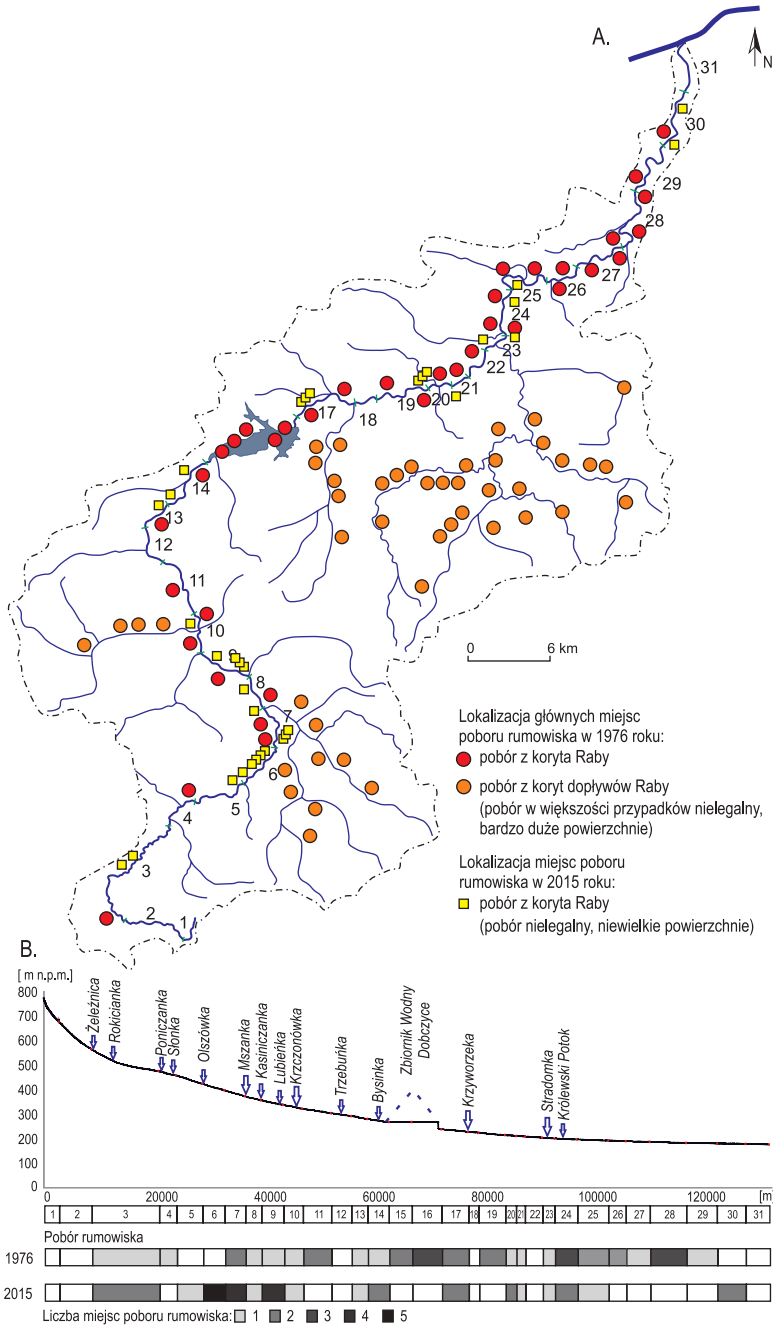 A.
N
31
30
29
28
27
26
25
24
23
22
21
20
19
18
17
14
13
12
11
10
9
8
7
6
5
4
3
2
1
0 6 km
Lokalizacja głównych miejsc
poboru rumowiska w 1976 roku:
pobór z koryta Raby
pobór z koryt dopływów Raby
(pobór w większości przypadków nielegalny,
bardzo duże powierzchnie)
Lokalizacja miejsc poboru
rumowiska w 2015 roku:
pobór z koryta Raby
(pobór nielegalny, niewielkie powierzchnie)
B.
[ m n.p.m.]
800
700
600
500
400
300
200
100
0
Żeleźnica
Rokicianka
Poniczanka
Słonka
Olszówka
Mszanka
Kasiniczanka
Lubieńka
Krzczonówka
Trzebuńka
Bysinka
Zbiornik Wodny
Dobczyce
Krzyworzeka
Stradomka
Królewski Potok
20000 40000 60000 80000 100000 120000 [m]
1 2 3 4 5 6 7 8 9 10 11 12 13 14 15 16 17 18 19 20 21 22 23 24 25 26 27 28 29 30 31
Pobór rumowiska
1976
2015
Liczba miejsc poboru rumowiska: 1 2 3 4 5